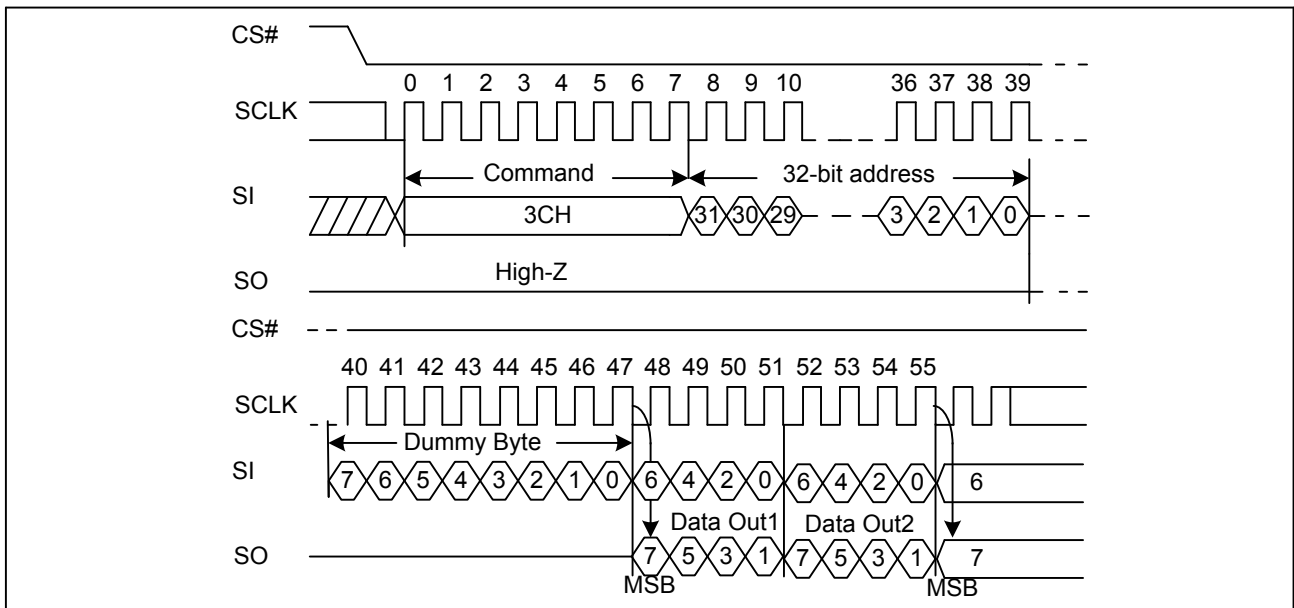 CS#
0 1 2 3 4 5 6 7 8 9 10 36 37 38 39
SCLK
Command 32-bit address
SI
3CH 31 30 29 3 2 1 0
High-Z
SO
CS#
40 41 42 43 44 45 46 47 48 49 50 51 52 53 54 55
SCLK
Dummy Byte
SI 7 6 5 4 3 2 1 0 6 4 2 0 6 4 2 0 6
Data Out1 Data Out2
SO 7 5 3 1 7 5 3 1 7
MSB MSB